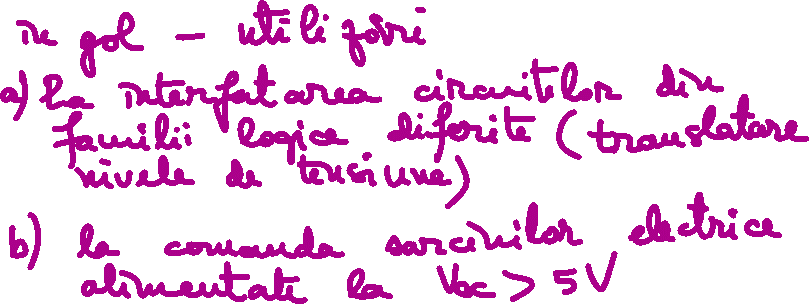 în gol – utilizări
a) La interfatarea circuitelor din
familii logice diferite (translatare
nivele de tensiune)
b) la comanda sarcinilor electrice
alimentate la Vcc > 5V